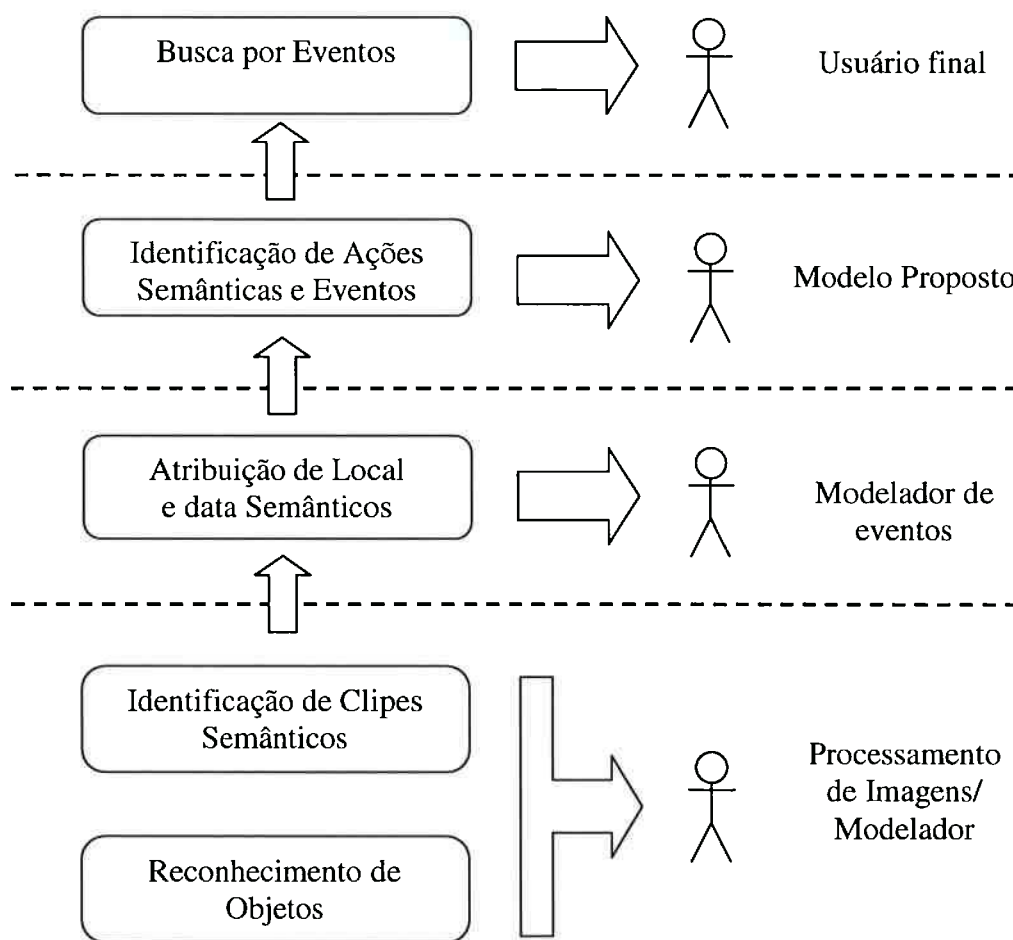 Busca por Eventos
Usuário final
Identificação de Ações
Semânticas e Eventos
Modelo Proposto
Atribuição de Local
e data Semânticos
Modelador de
eventos
Identificação de Clipes
Semânticos
Processamento
de Imagens/
Modelador
Reconhecimento de
Objetos